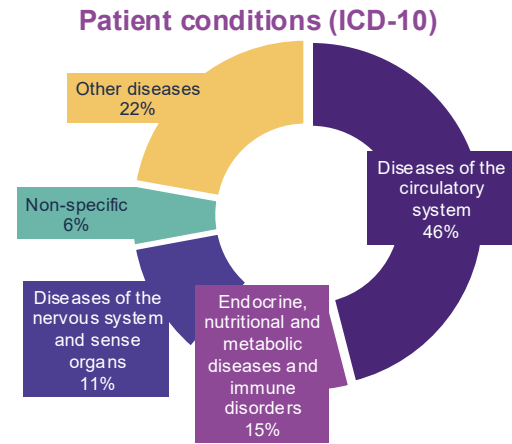 Patient conditions (ICD-10)
Other diseases
22%
Diseases of the
circulatory
system
46%
Non-specific
6%
Diseases of the
nervous system
and sense
organs
11%
Endocrine,
nutritional and
metabolic
diseases and
immune
disorders
15%